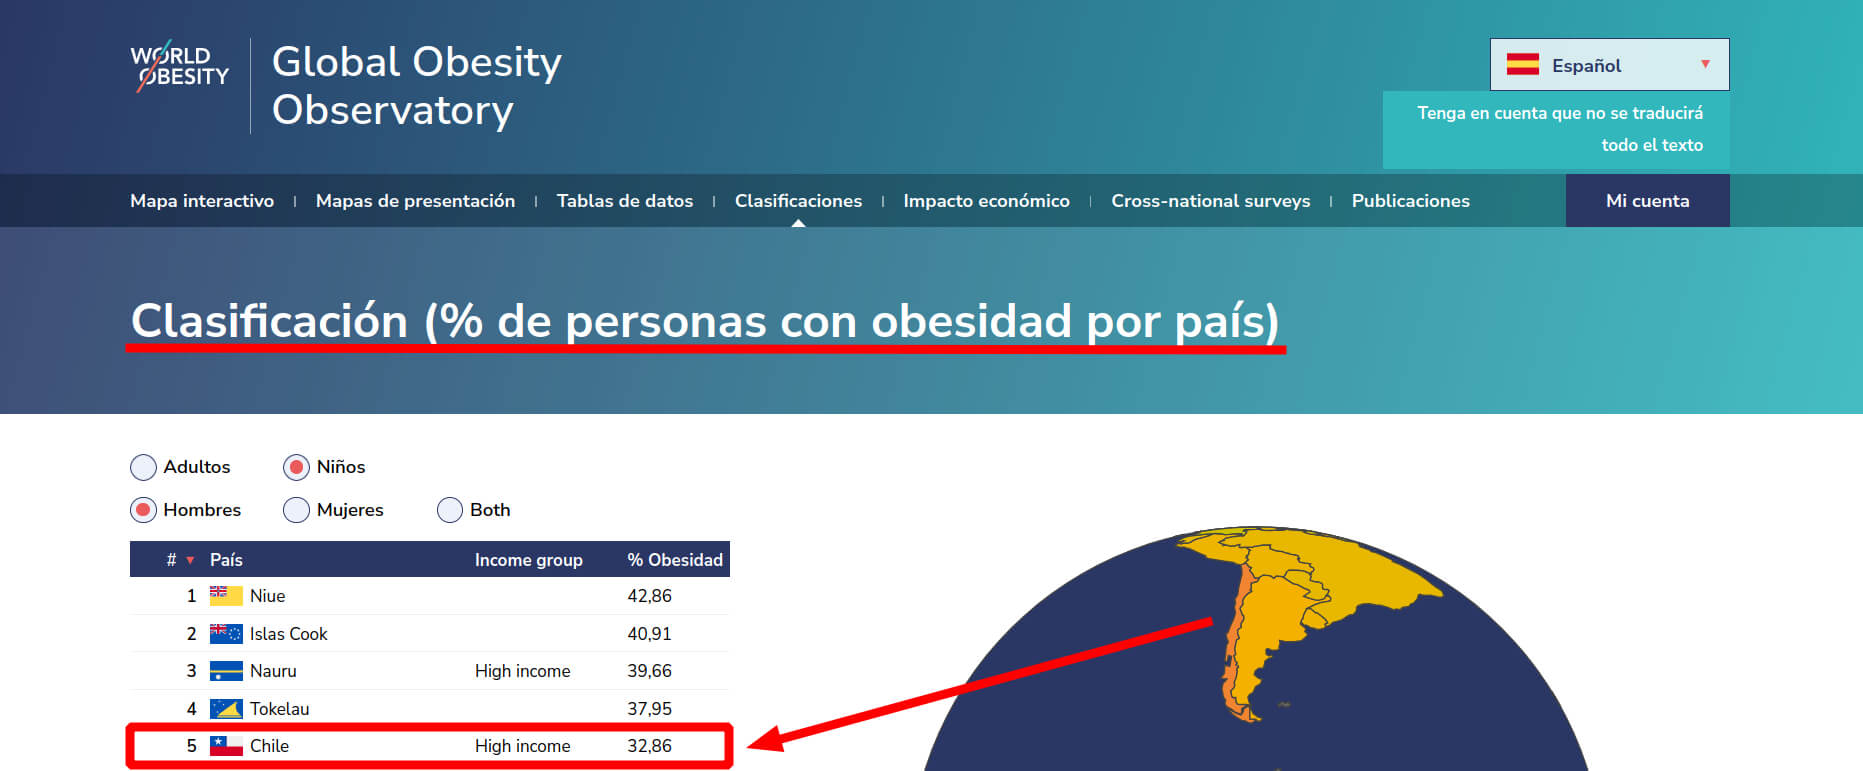 WORLD
OBESITY
Global Obesity
Observatory
Español
Tenga en cuenta que no se traducirá
todo el texto
Mapa interactivo | Mapas de presentación | Tablas de datos | Clasificaciones | Impacto económico | Cross-national surveys | Publicaciones Mi cuenta
Clasificación (% de personas con obesidad por país)
Adultos Niños
Hombres Mujeres Both
# País Income group % Obesidad
1 Niue 42,86
2 Islas Cook 40,91
3 Nauru High income 39,66
4 Tokelau 37,95
5 Chile High income 32,86